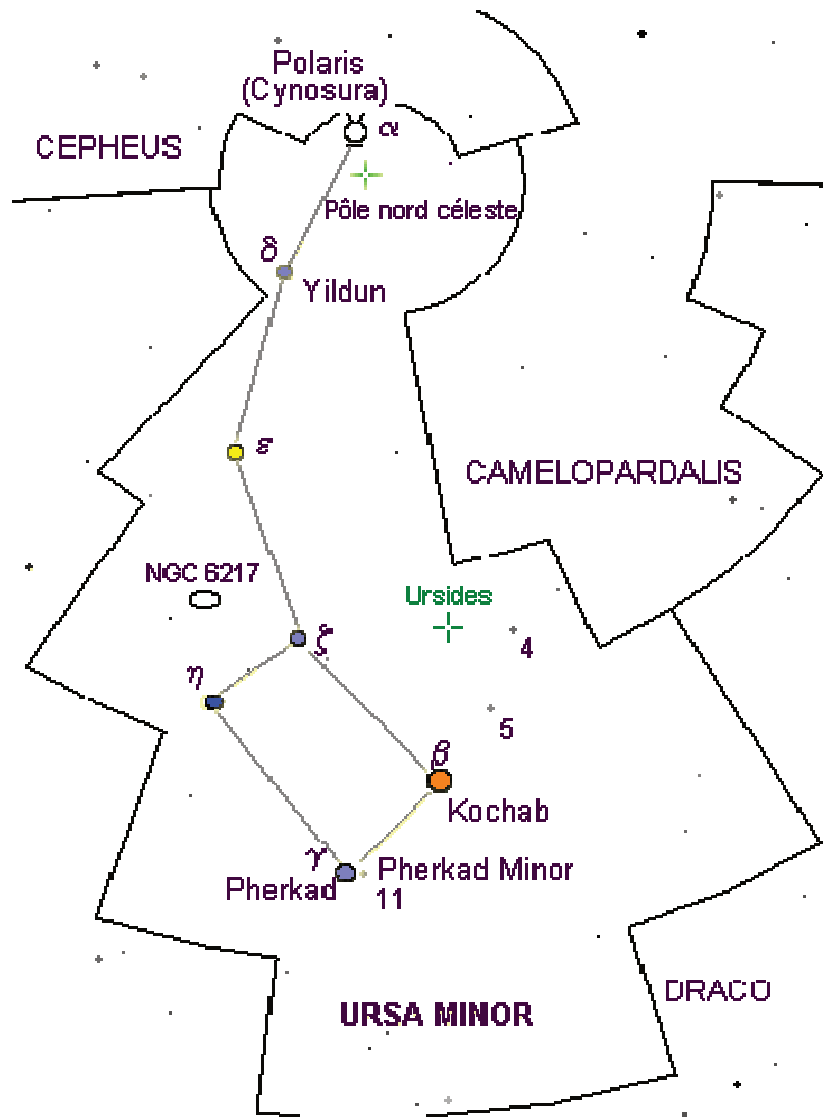 Polaris
(Cynosura)
α
CEPHEUS
Pôle nord céleste
δ
Yildun
ε
CAMELOPARDALIS
NGC 6217
Ursides
ζ
4
η
5
β
Kochab
γ
Pherkad Minor
Pherkad
11
DRACO
URSA MINOR